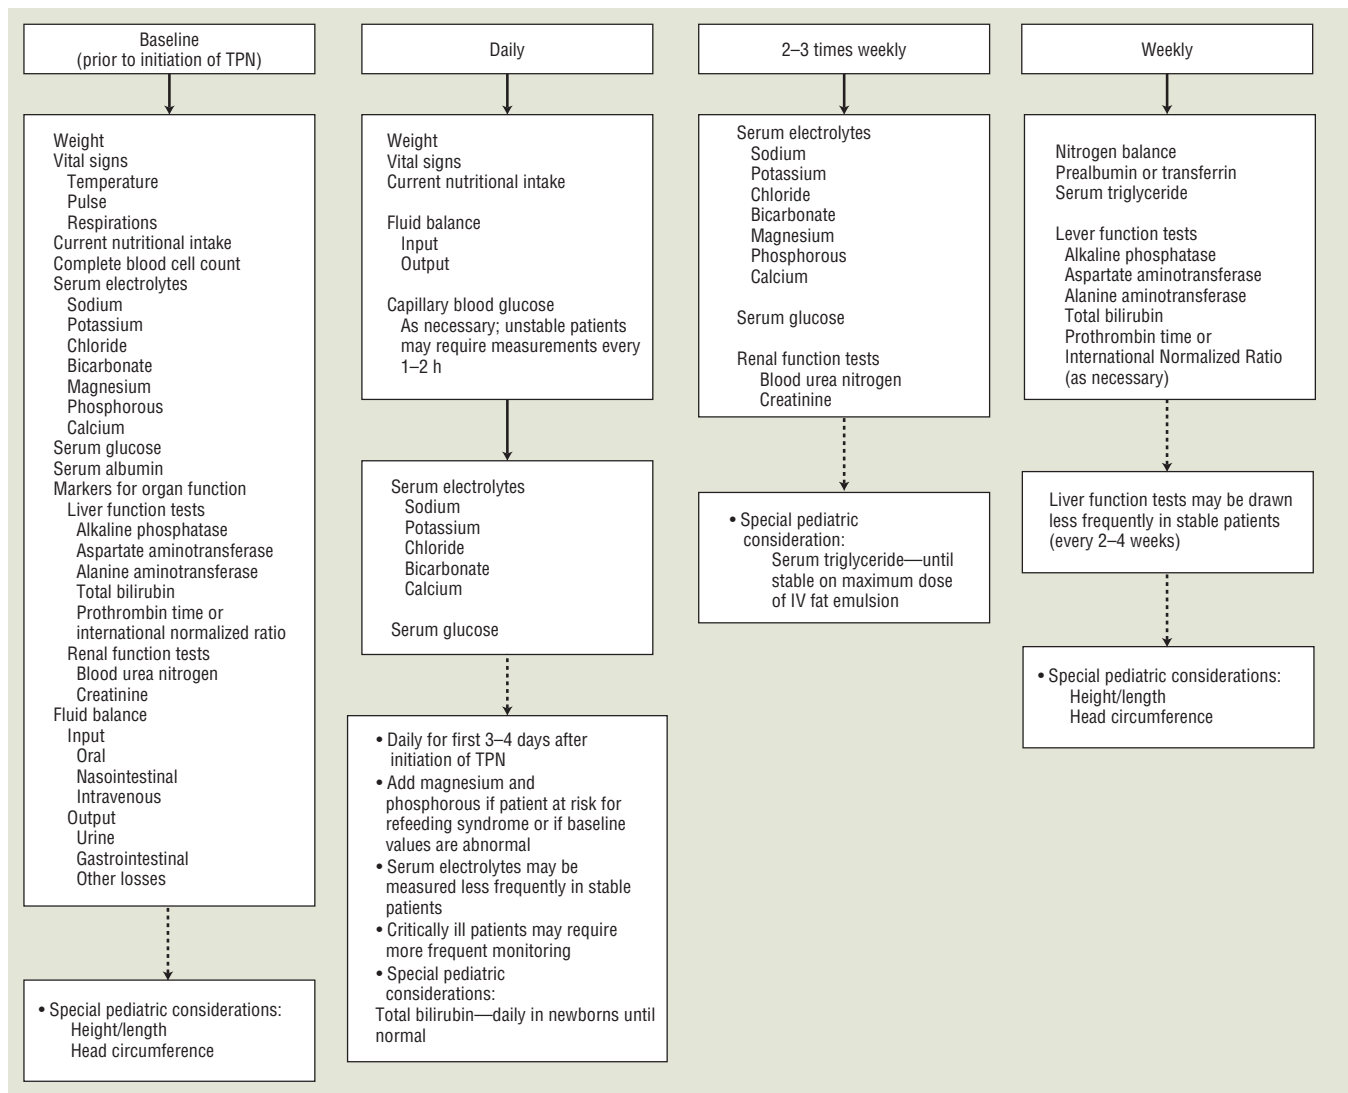 Baseline
(prior to initiation of TPN)
Weight
Vital signs
Temperature
Pulse
Respirations
Current nutritional intake
Complete blood cell count
Serum electrolytes
Sodium
Potassium
Chloride
Bicarbonate
Magnesium
Phosphorous
Calcium
Serum glucose
Serum albumin
Markers for organ function
Liver function tests
Alkaline phosphatase
Aspartate aminotransferase
Alanine aminotransferase
Total bilirubin
Prothrombin time or
international normalized ratio
Renal function tests
Blood urea nitrogen
Creatinine
Fluid balance
Input
Oral
Nasointestinal
Intravenous
Output
Urine
Gastrointestinal
Other losses
• Special pediatric considerations:
Height/length
Head circumference
Daily
Weight
Vital signs
Current nutritional intake
Fluid balance
Input
Output
Capillary blood glucose
As necessary; unstable patients
may require measurements every
1–2 h
Serum electrolytes
Sodium
Potassium
Chloride
Bicarbonate
Calcium
Serum glucose
• Daily for first 3–4 days after
initiation of TPN
• Add magnesium and
phosphorous if patient at risk for
refeeding syndrome or if baseline
values are abnormal
• Serum electrolytes may be
measured less frequently in stable
patients
• Critically ill patients may require
more frequent monitoring
• Special pediatric
considerations:
Total bilirubin—daily in newborns until
normal
2–3 times weekly
Serum electrolytes
Sodium
Potassium
Chloride
Bicarbonate
Magnesium
Phosphorous
Calcium
Serum glucose
Renal function tests
Blood urea nitrogen
Creatinine
• Special pediatric
consideration:
Serum triglyceride—until
stable on maximum dose
of IV fat emulsion
Weekly
Nitrogen balance
Prealbumin or transferrin
Serum triglyceride
Lever function tests
Alkaline phosphatase
Aspartate aminotransferase
Alanine aminotransferase
Total bilirubin
Prothrombin time or
International Normalized Ratio
(as necessary)
Liver function tests may be drawn
less frequently in stable patients
(every 2–4 weeks)
• Special pediatric considerations:
Height/length
Head circumference